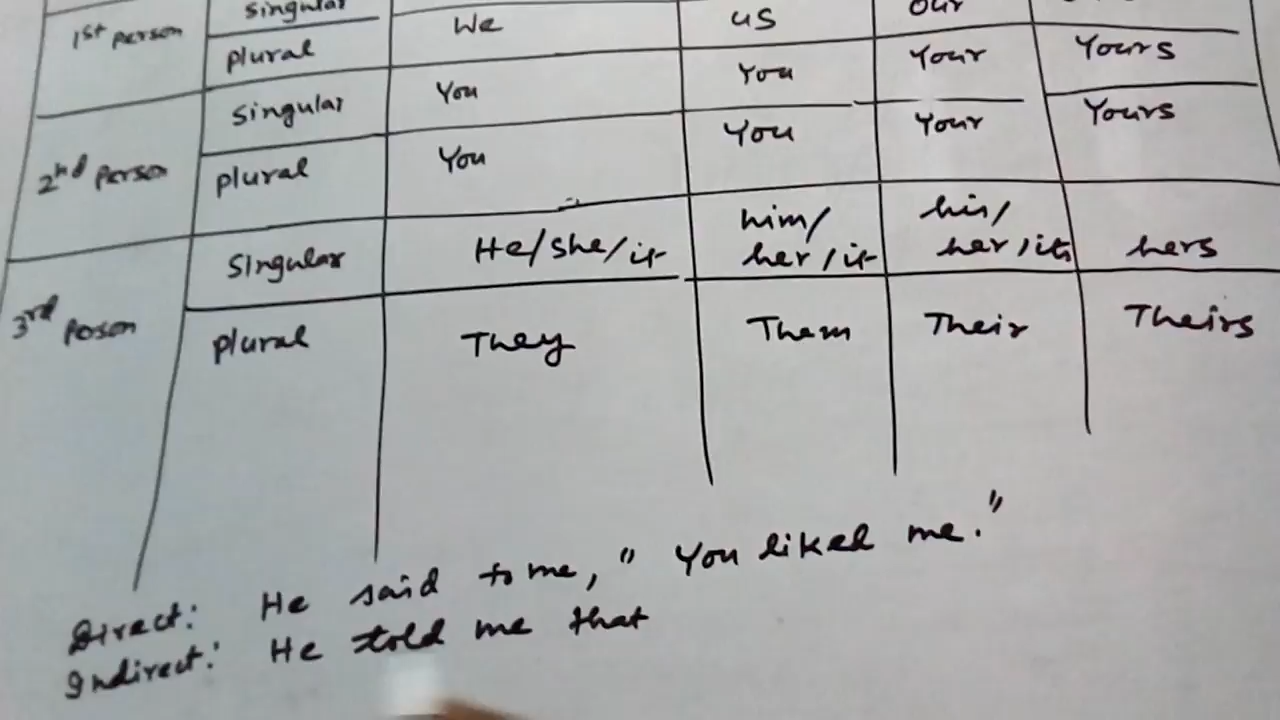 1st person singular We us our
plural You You Your Yours
2nd person singular You You Your Yours
plural
3rd person Singular He/She/it him/ her/it his/ her/its hers
plural They Them Their Theirs
Direct: He said to me, "You liked me."
Indirect: He told me that